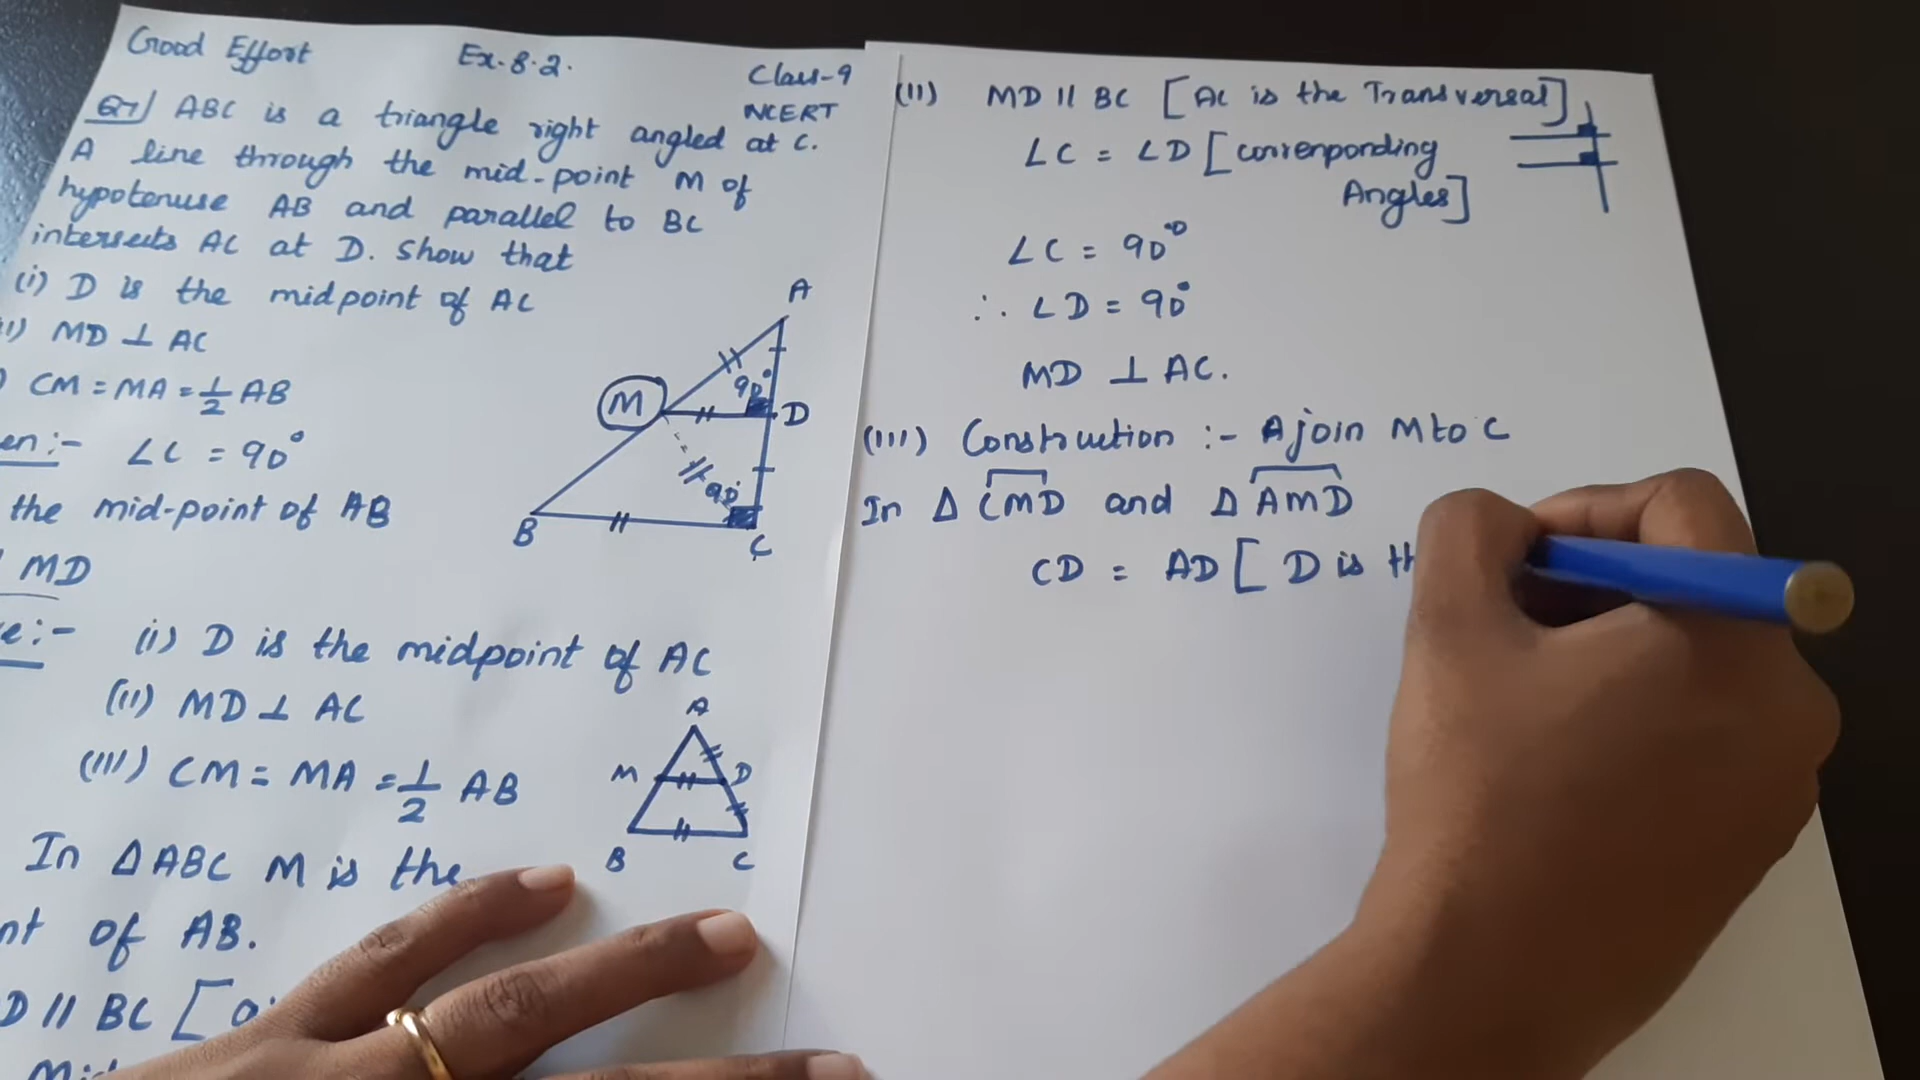 Good Effort Ex. 8.2. Class-9
NCERT
Q7/ ABC is a triangle right angled at C.
A line through the mid-point M of
hypotenuse AB and parallel to BC
intersects AC at D. Show that
(i) D is the midpoint of AC
MD ⊥ AC
CM = MA = 1/2 AB
∠C = 90°
the mid-point of AB
MD
(i) D is the midpoint of AC
(ii) MD ⊥ AC
(iii) CM = MA = 1/2 AB
In Δ ABC M is the
of AB.
// BC [
A
M
90°
D
90°
B
C
A
M
D
B
C
(ii) MD // BC [AC is the Transversal]
∠C = ∠D [corresponding
Angles]
∠C = 90°
∴ ∠D = 90°
MD ⊥ AC.
(iii) Construction :- join M to C
In Δ CMD and Δ AMD
CD = AD [ D is